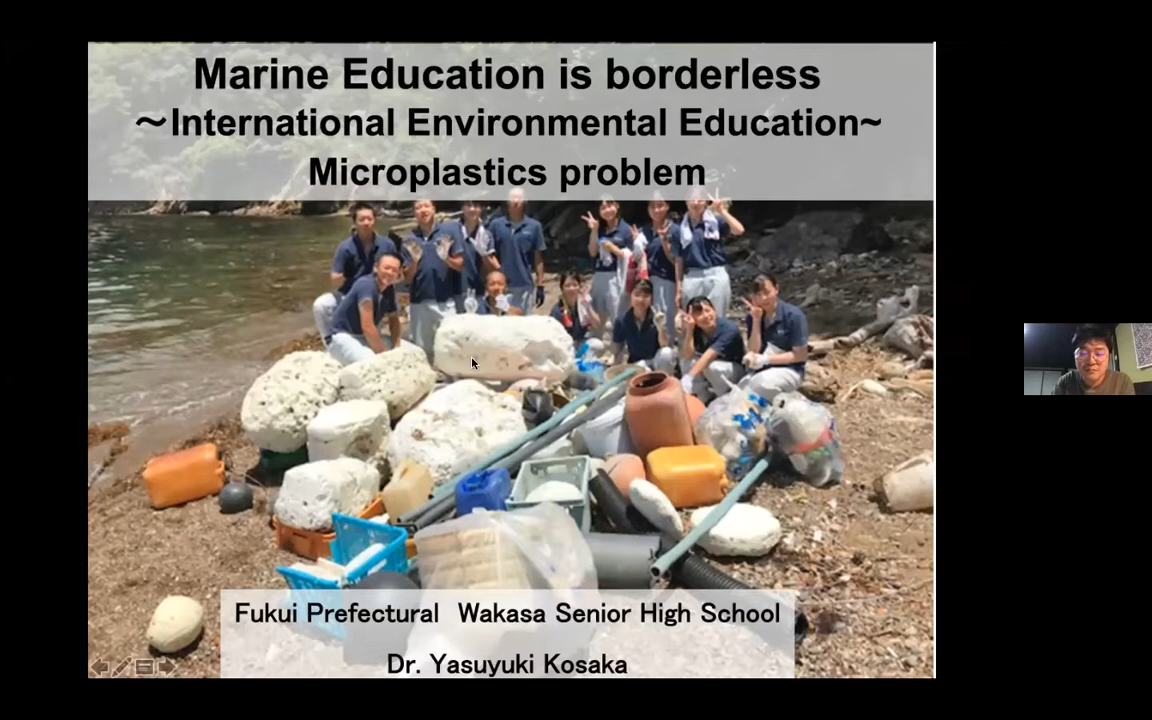 Marine Education is borderless
～International Environmental Education~
Microplastics problem
Fukui Prefectural Wakasa Senior High School
Dr. Yasuyuki Kosaka